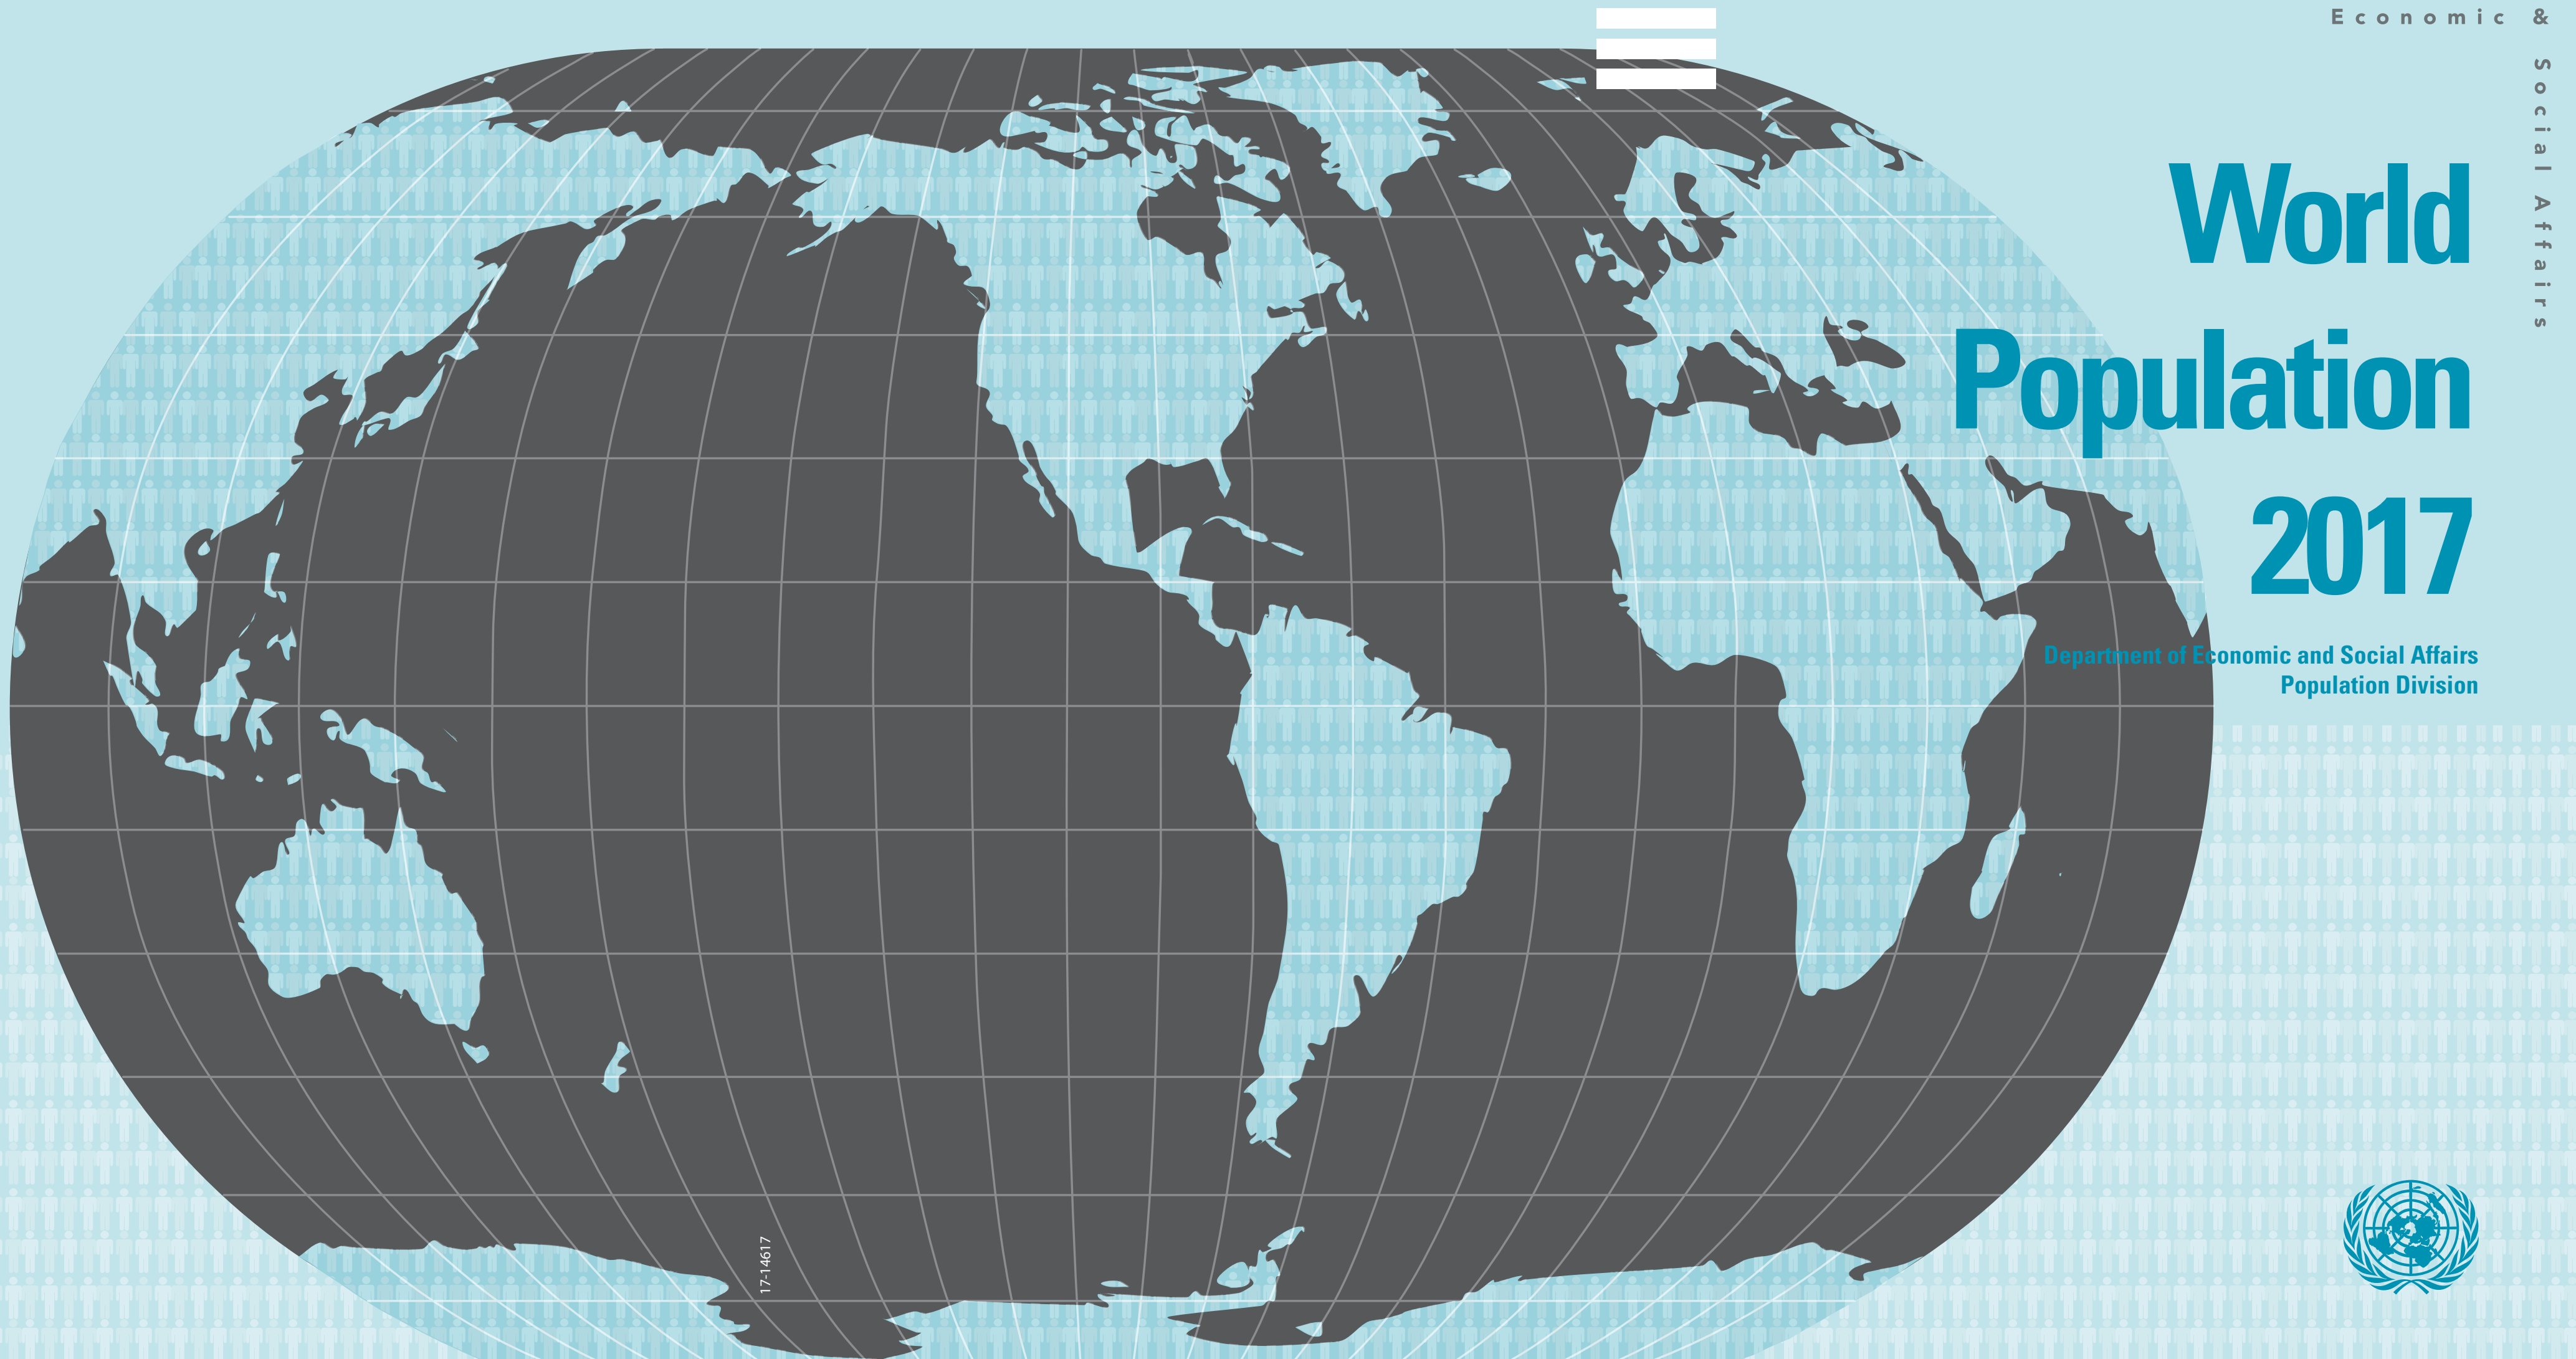 Economic &
Social Affairs
World
Population
2017
Department of Economic and Social Affairs
Population Division
17-14617